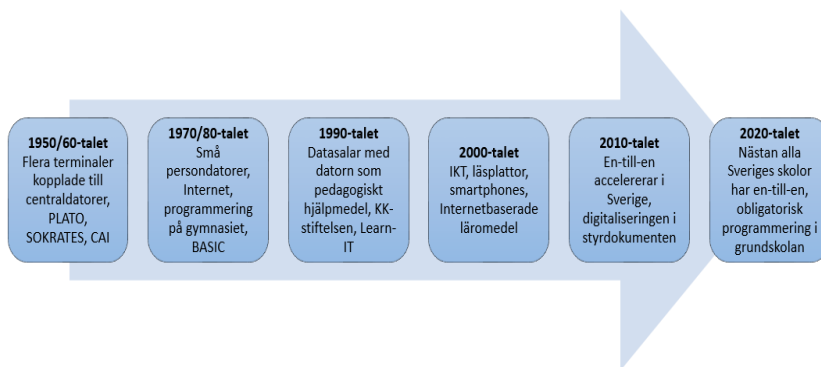 1950/60-talet
Flera terminaler
kopplade till
centraldatorer,
PLATO,
SOKRATES, CAI
1970/80-talet
Små
persondatorer,
Internet,
programmering
på gymnasiet,
BASIC
1990-talet
Datasalar med
datorn som
pedagogiskt
hjälpmedel, KK-
stiftelsen, Learn-
IT
2000-talet
IKT, läsplattor,
smartphones,
Internetbaserade
läromedel
2010-talet
En-till-en
accelererar i
Sverige,
digitaliseringen i
styrdokumenten
2020-talet
Nästan alla
Sveriges skolor
har en-till-en,
obligatorisk
programmering i
grundskolan